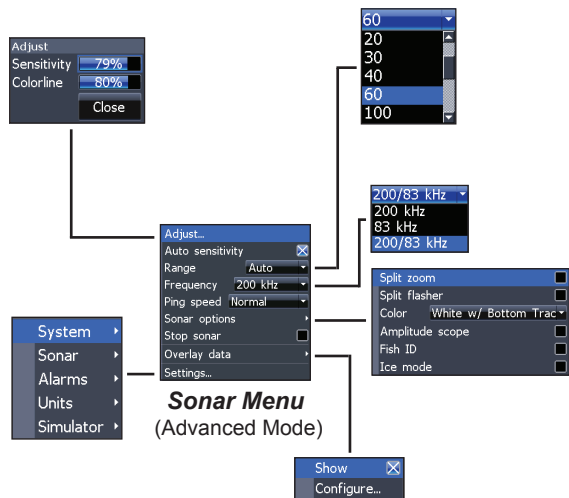 Adjust
Sensitivity 79%
Colorline 80%
Close
60
20
30
40
60
100
200/83 kHz
200 kHz
83 kHz
200/83 kHz
Adjust...
Auto sensitivity
Range Auto
Frequency 200 kHz
Ping speed Normal
Sonar options
Stop sonar
Overlay data
Settings...
Split zoom
Split flasher
Color White w/ Bottom Trac
Amplitude scope
Fish ID
Ice mode
System
Sonar
Alarms
Units
Simulator
Sonar Menu
(Advanced Mode)
Show
Configure...